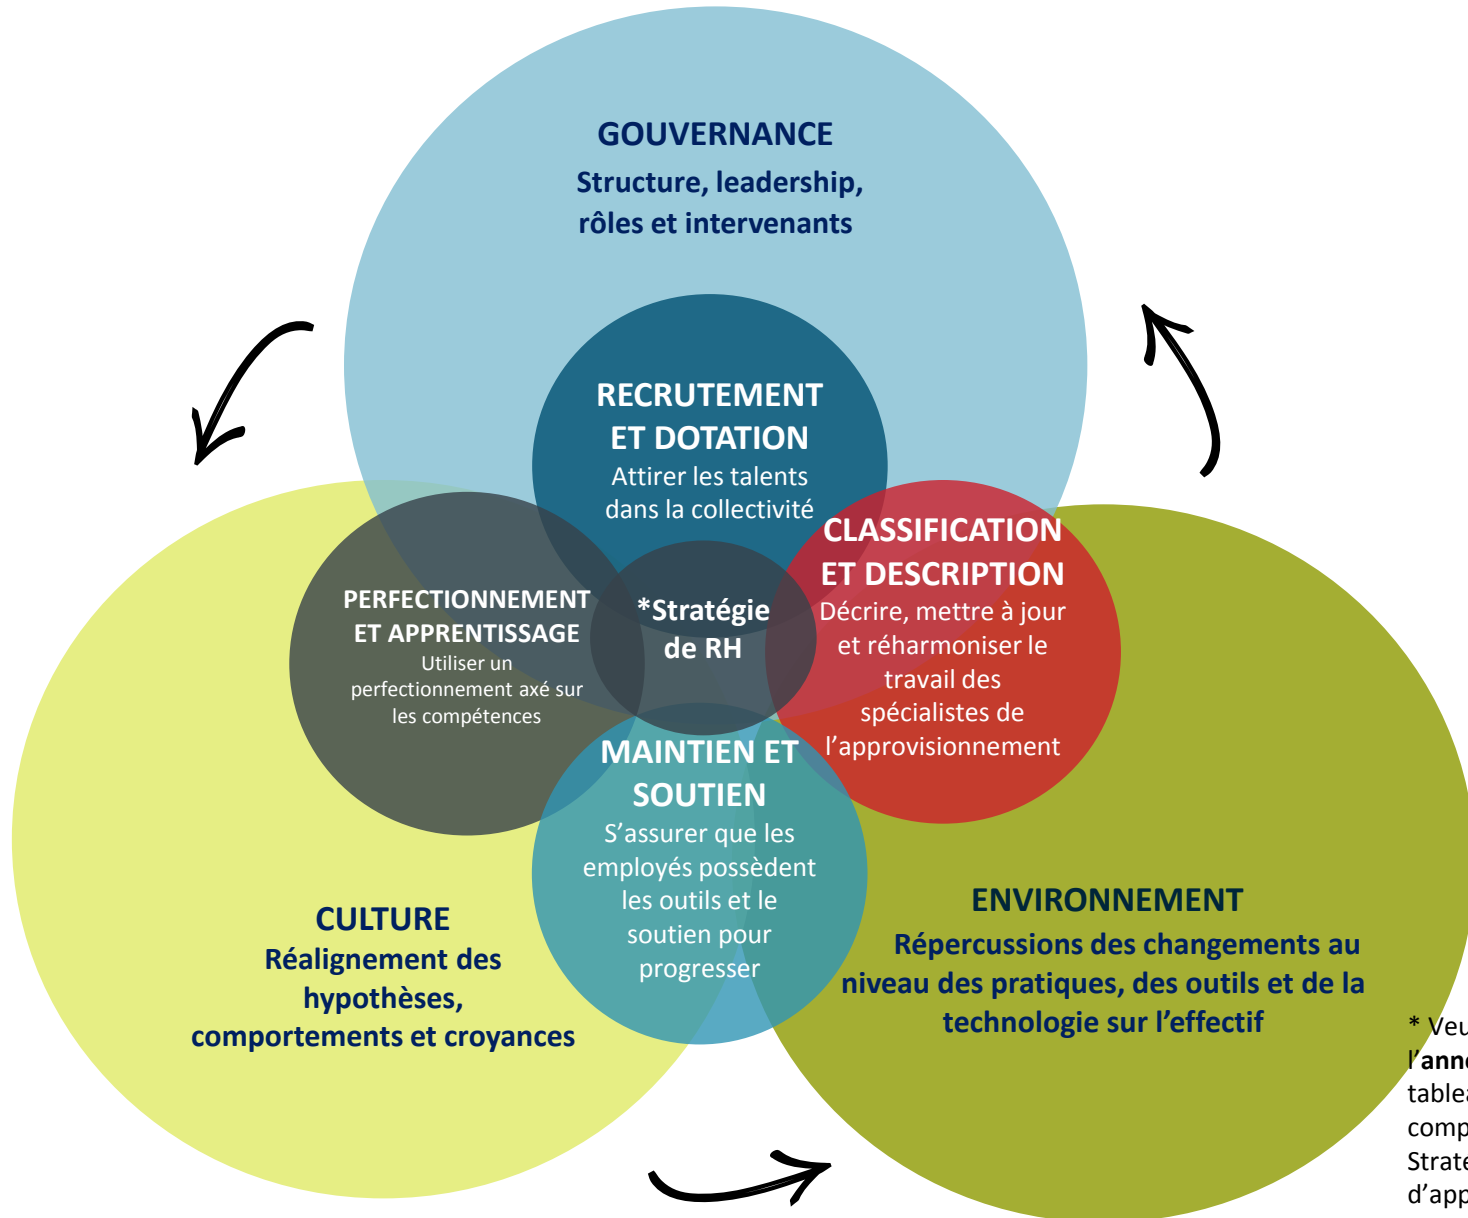 GOUVERNANCE
Structure, leadership,
rôles et intervenants
RECRUTEMENT
ET DOTATION
Attirer les talents
dans la collectivité
CLASSIFICATION
ET DESCRIPTION
Décrire, mettre à jour
et réharmoniser le
travail des
spécialistes de
l’approvisionnement
PERFECTIONNEMENT
ET APPRENTISSAGE
Utiliser un
perfectionnement axé sur
les compétences
*Stratégie
de RH
MAINTIEN ET
SOUTIEN
S’assurer que les
employés possèdent
les outils et le
soutien pour
progresser
CULTURE
Réalignement des
hypothèses,
comportements et croyances
ENVIRONNEMENT
Répercussions des changements au
niveau des pratiques, des outils et de la
technologie sur l’effectif
*